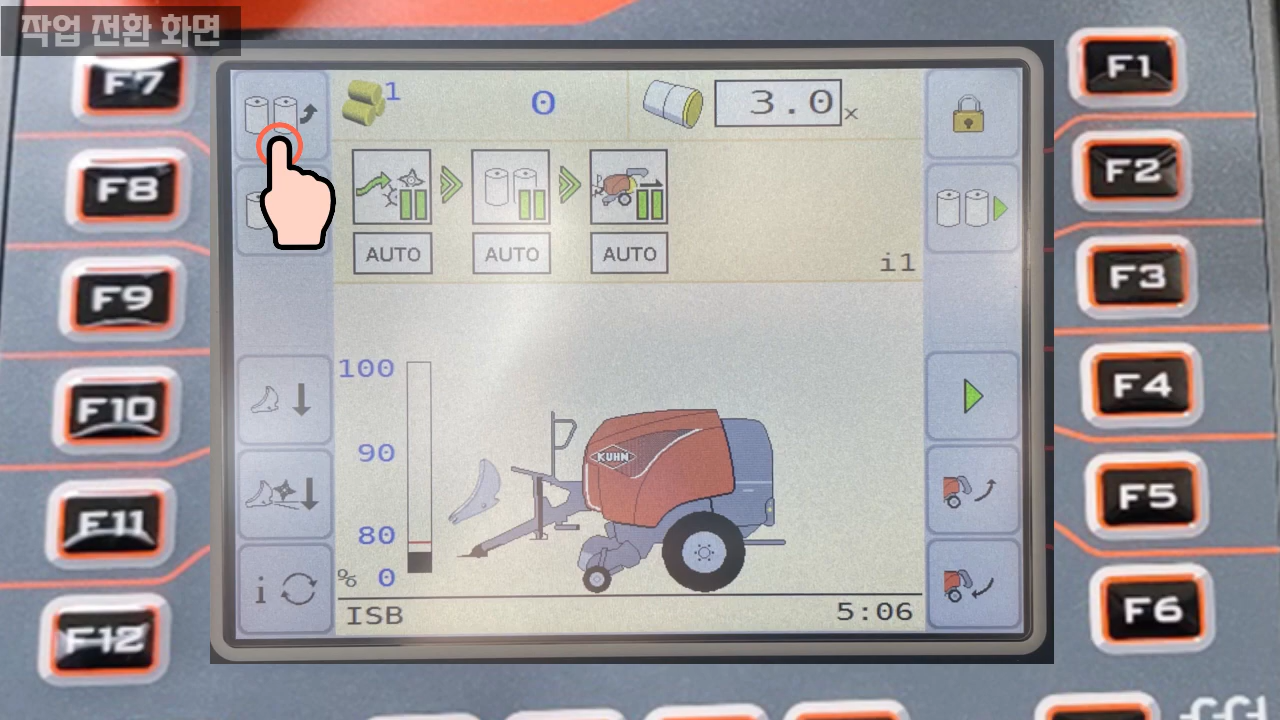 작업 전환 화면
F7
F8
F9
F10
F11
F12
1
0
3.0
x
AUTO
AUTO
AUTO
i1
100
90
80
% 0
KUHN
i
ISB
5:06
F1
F2
F3
F4
F5
F6